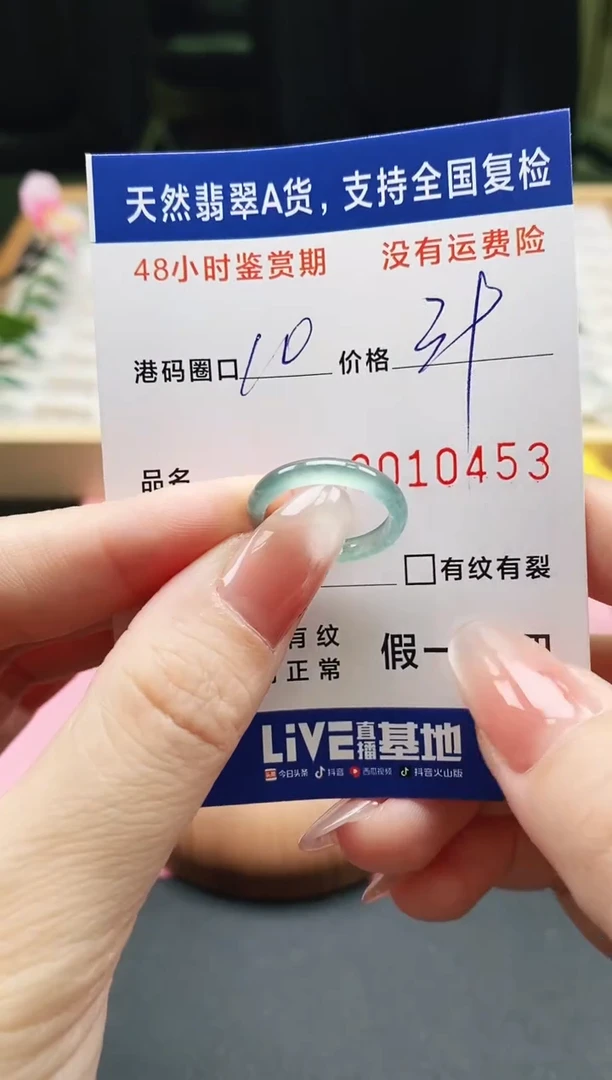 天然翡翠A货，支持全国复检
48小时鉴赏期 没有运费险
港码圈口 10 价格
品名 0010453
有纹有裂
有纹 假一
正常
LiVE直播基地
今日头条 抖音 西瓜视频 抖音火山版